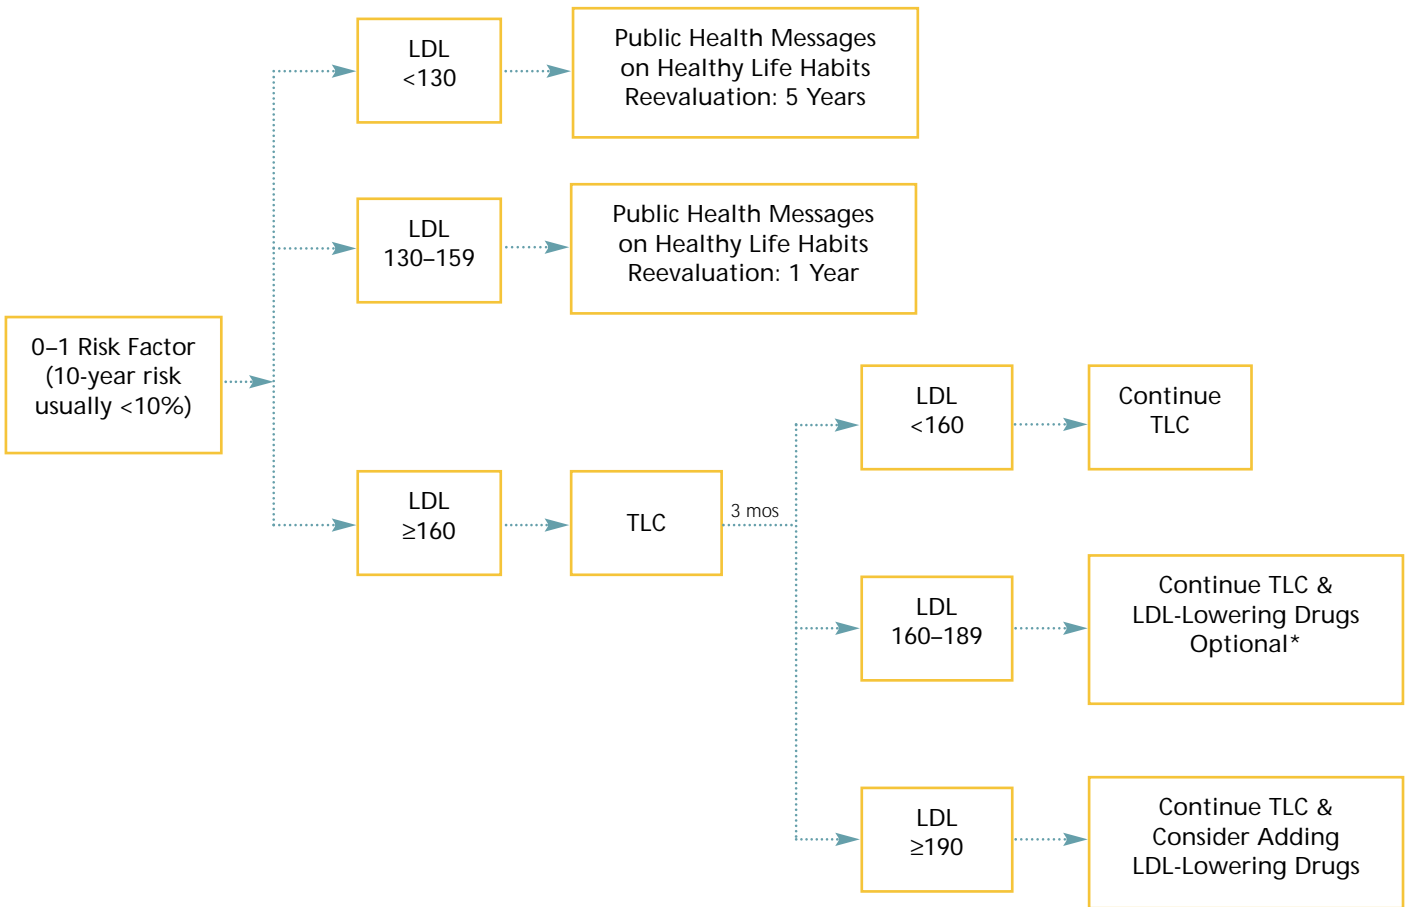 LDL
<130
Public Health Messages
on Healthy Life Habits
Reevaluation: 5 Years
LDL
130–159
Public Health Messages
on Healthy Life Habits
Reevaluation: 1 Year
0–1 Risk Factor
(10-year risk
usually <10%)
LDL
≥160
TLC
3 mos
LDL
<160
Continue
TLC
LDL
160–189
Continue TLC &
LDL-Lowering Drugs
Optional*
LDL
≥190
Continue TLC &
Consider Adding
LDL-Lowering Drugs